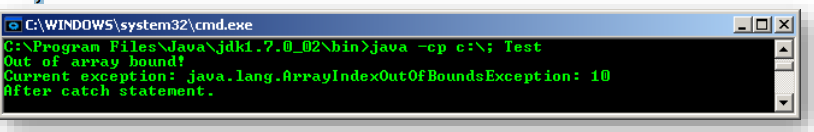 C:\WINDOWS\system32\cmd.exe
C:\Program Files\Java\jdk1.7.0_02\bin>java -cp c:\; Test
Out of array bound!
Current exception: java.lang.ArrayIndexOutOfBoundsException: 10
After catch statement.